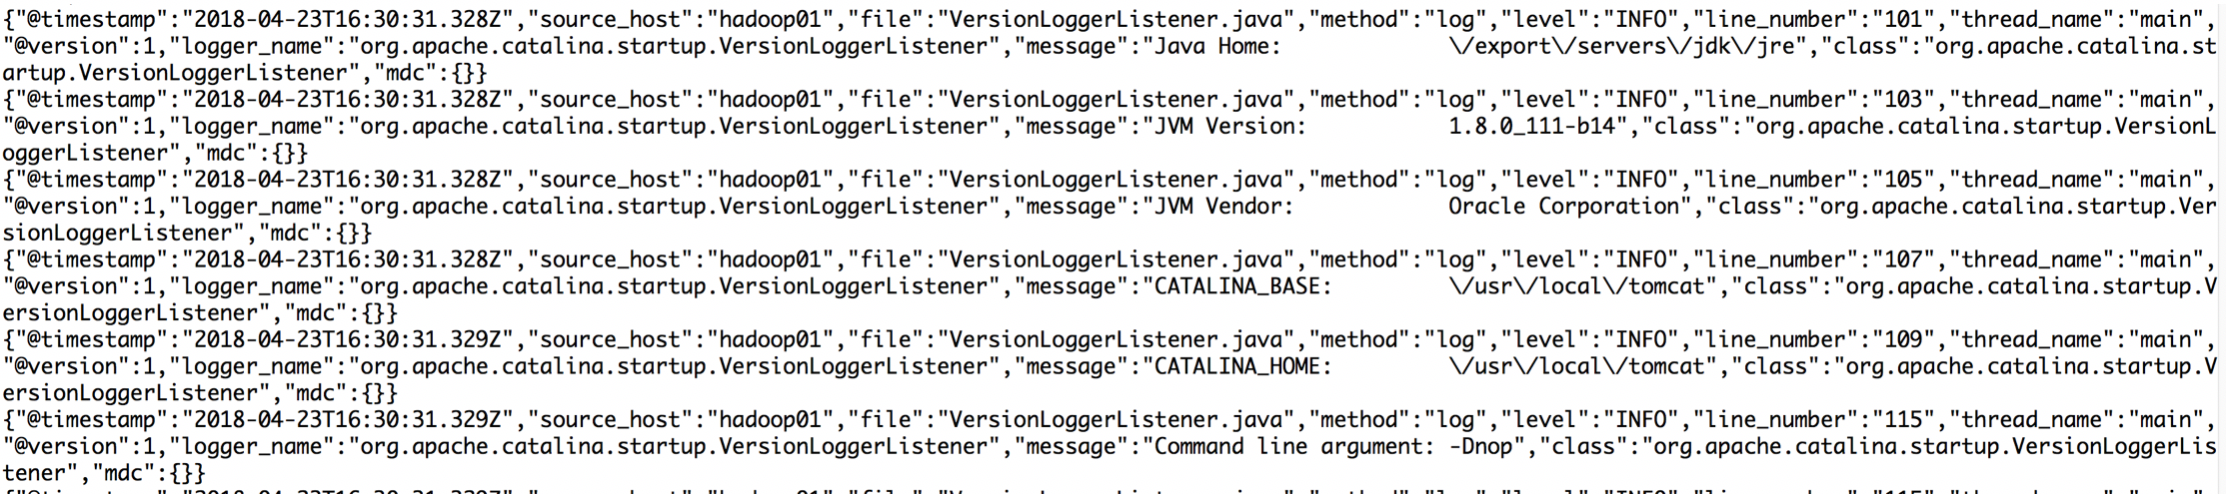 {"@timestamp":"2018-04-23T16:30:31.328Z","source_host":"hadoop01","file":"VersionLoggerListener.java","method":"log","level":"INFO","line_number":"101","thread_name":"main",
"@version":1,"logger_name":"org.apache.catalina.startup.VersionLoggerListener","message":"Java Home:             \/export\/servers\/jdk\/jre","class":"org.apache.catalina.st
artup.VersionLoggerListener","mdc":{}}
{"@timestamp":"2018-04-23T16:30:31.328Z","source_host":"hadoop01","file":"VersionLoggerListener.java","method":"log","level":"INFO","line_number":"103","thread_name":"main",
"@version":1,"logger_name":"org.apache.catalina.startup.VersionLoggerListener","message":"JVM Version:           1.8.0_111-b14","class":"org.apache.catalina.startup.VersionL
oggerListener","mdc":{}}
{"@timestamp":"2018-04-23T16:30:31.328Z","source_host":"hadoop01","file":"VersionLoggerListener.java","method":"log","level":"INFO","line_number":"105","thread_name":"main",
"@version":1,"logger_name":"org.apache.catalina.startup.VersionLoggerListener","message":"JVM Vendor:            Oracle Corporation","class":"org.apache.catalina.startup.Ver
sionLoggerListener","mdc":{}}
{"@timestamp":"2018-04-23T16:30:31.328Z","source_host":"hadoop01","file":"VersionLoggerListener.java","method":"log","level":"INFO","line_number":"107","thread_name":"main",
"@version":1,"logger_name":"org.apache.catalina.startup.VersionLoggerListener","message":"CATALINA_BASE:         \/usr\/local\/tomcat","class":"org.apache.catalina.startup.V
ersionLoggerListener","mdc":{}}
{"@timestamp":"2018-04-23T16:30:31.329Z","source_host":"hadoop01","file":"VersionLoggerListener.java","method":"log","level":"INFO","line_number":"109","thread_name":"main",
"@version":1,"logger_name":"org.apache.catalina.startup.VersionLoggerListener","message":"CATALINA_HOME:         \/usr\/local\/tomcat","class":"org.apache.catalina.startup.V
ersionLoggerListener","mdc":{}}
{"@timestamp":"2018-04-23T16:30:31.329Z","source_host":"hadoop01","file":"VersionLoggerListener.java","method":"log","level":"INFO","line_number":"115","thread_name":"main",
"@version":1,"logger_name":"org.apache.catalina.startup.VersionLoggerListener","message":"Command line argument: -Dnop","class":"org.apache.catalina.startup.VersionLoggerLis
tener","mdc":{}}